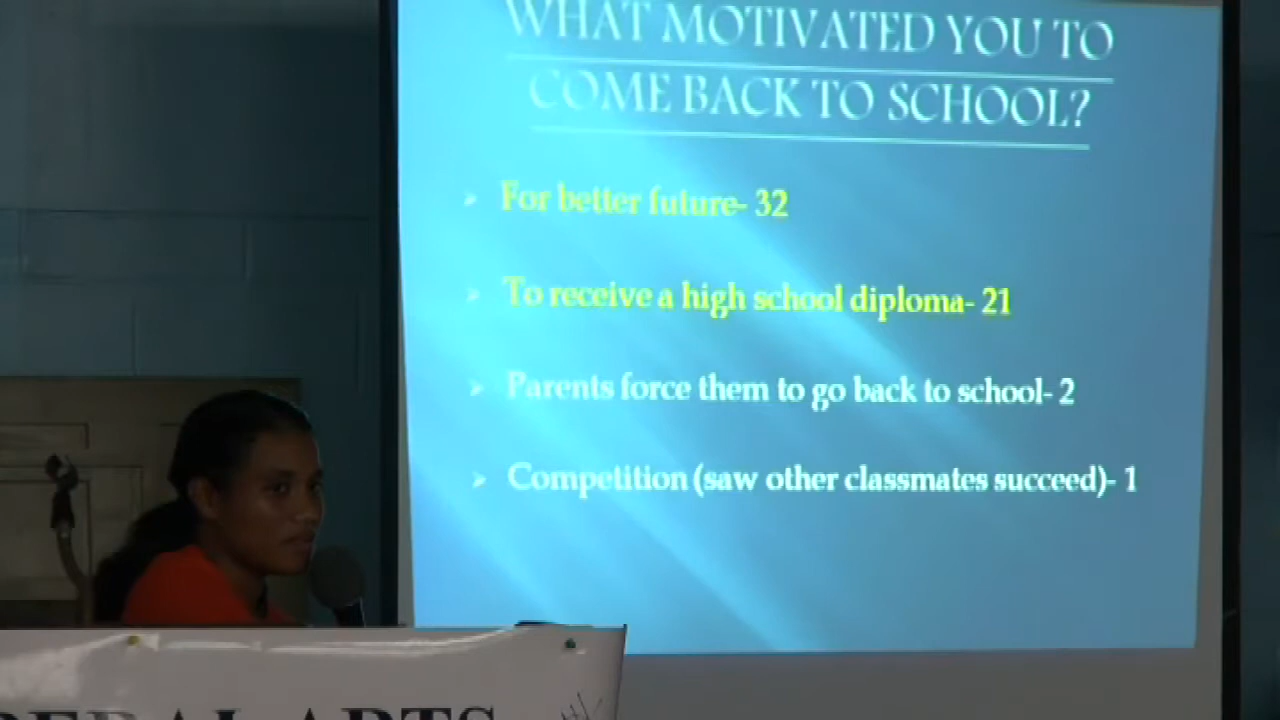 WHAT MOTIVATED YOU TO
COME BACK TO SCHOOL?
➢ For better future- 32
➢ To receive a high school diploma- 21
➢ Parents force them to go back to school- 2
➢ Competition (saw other classmates succeed)- 1
ARTS